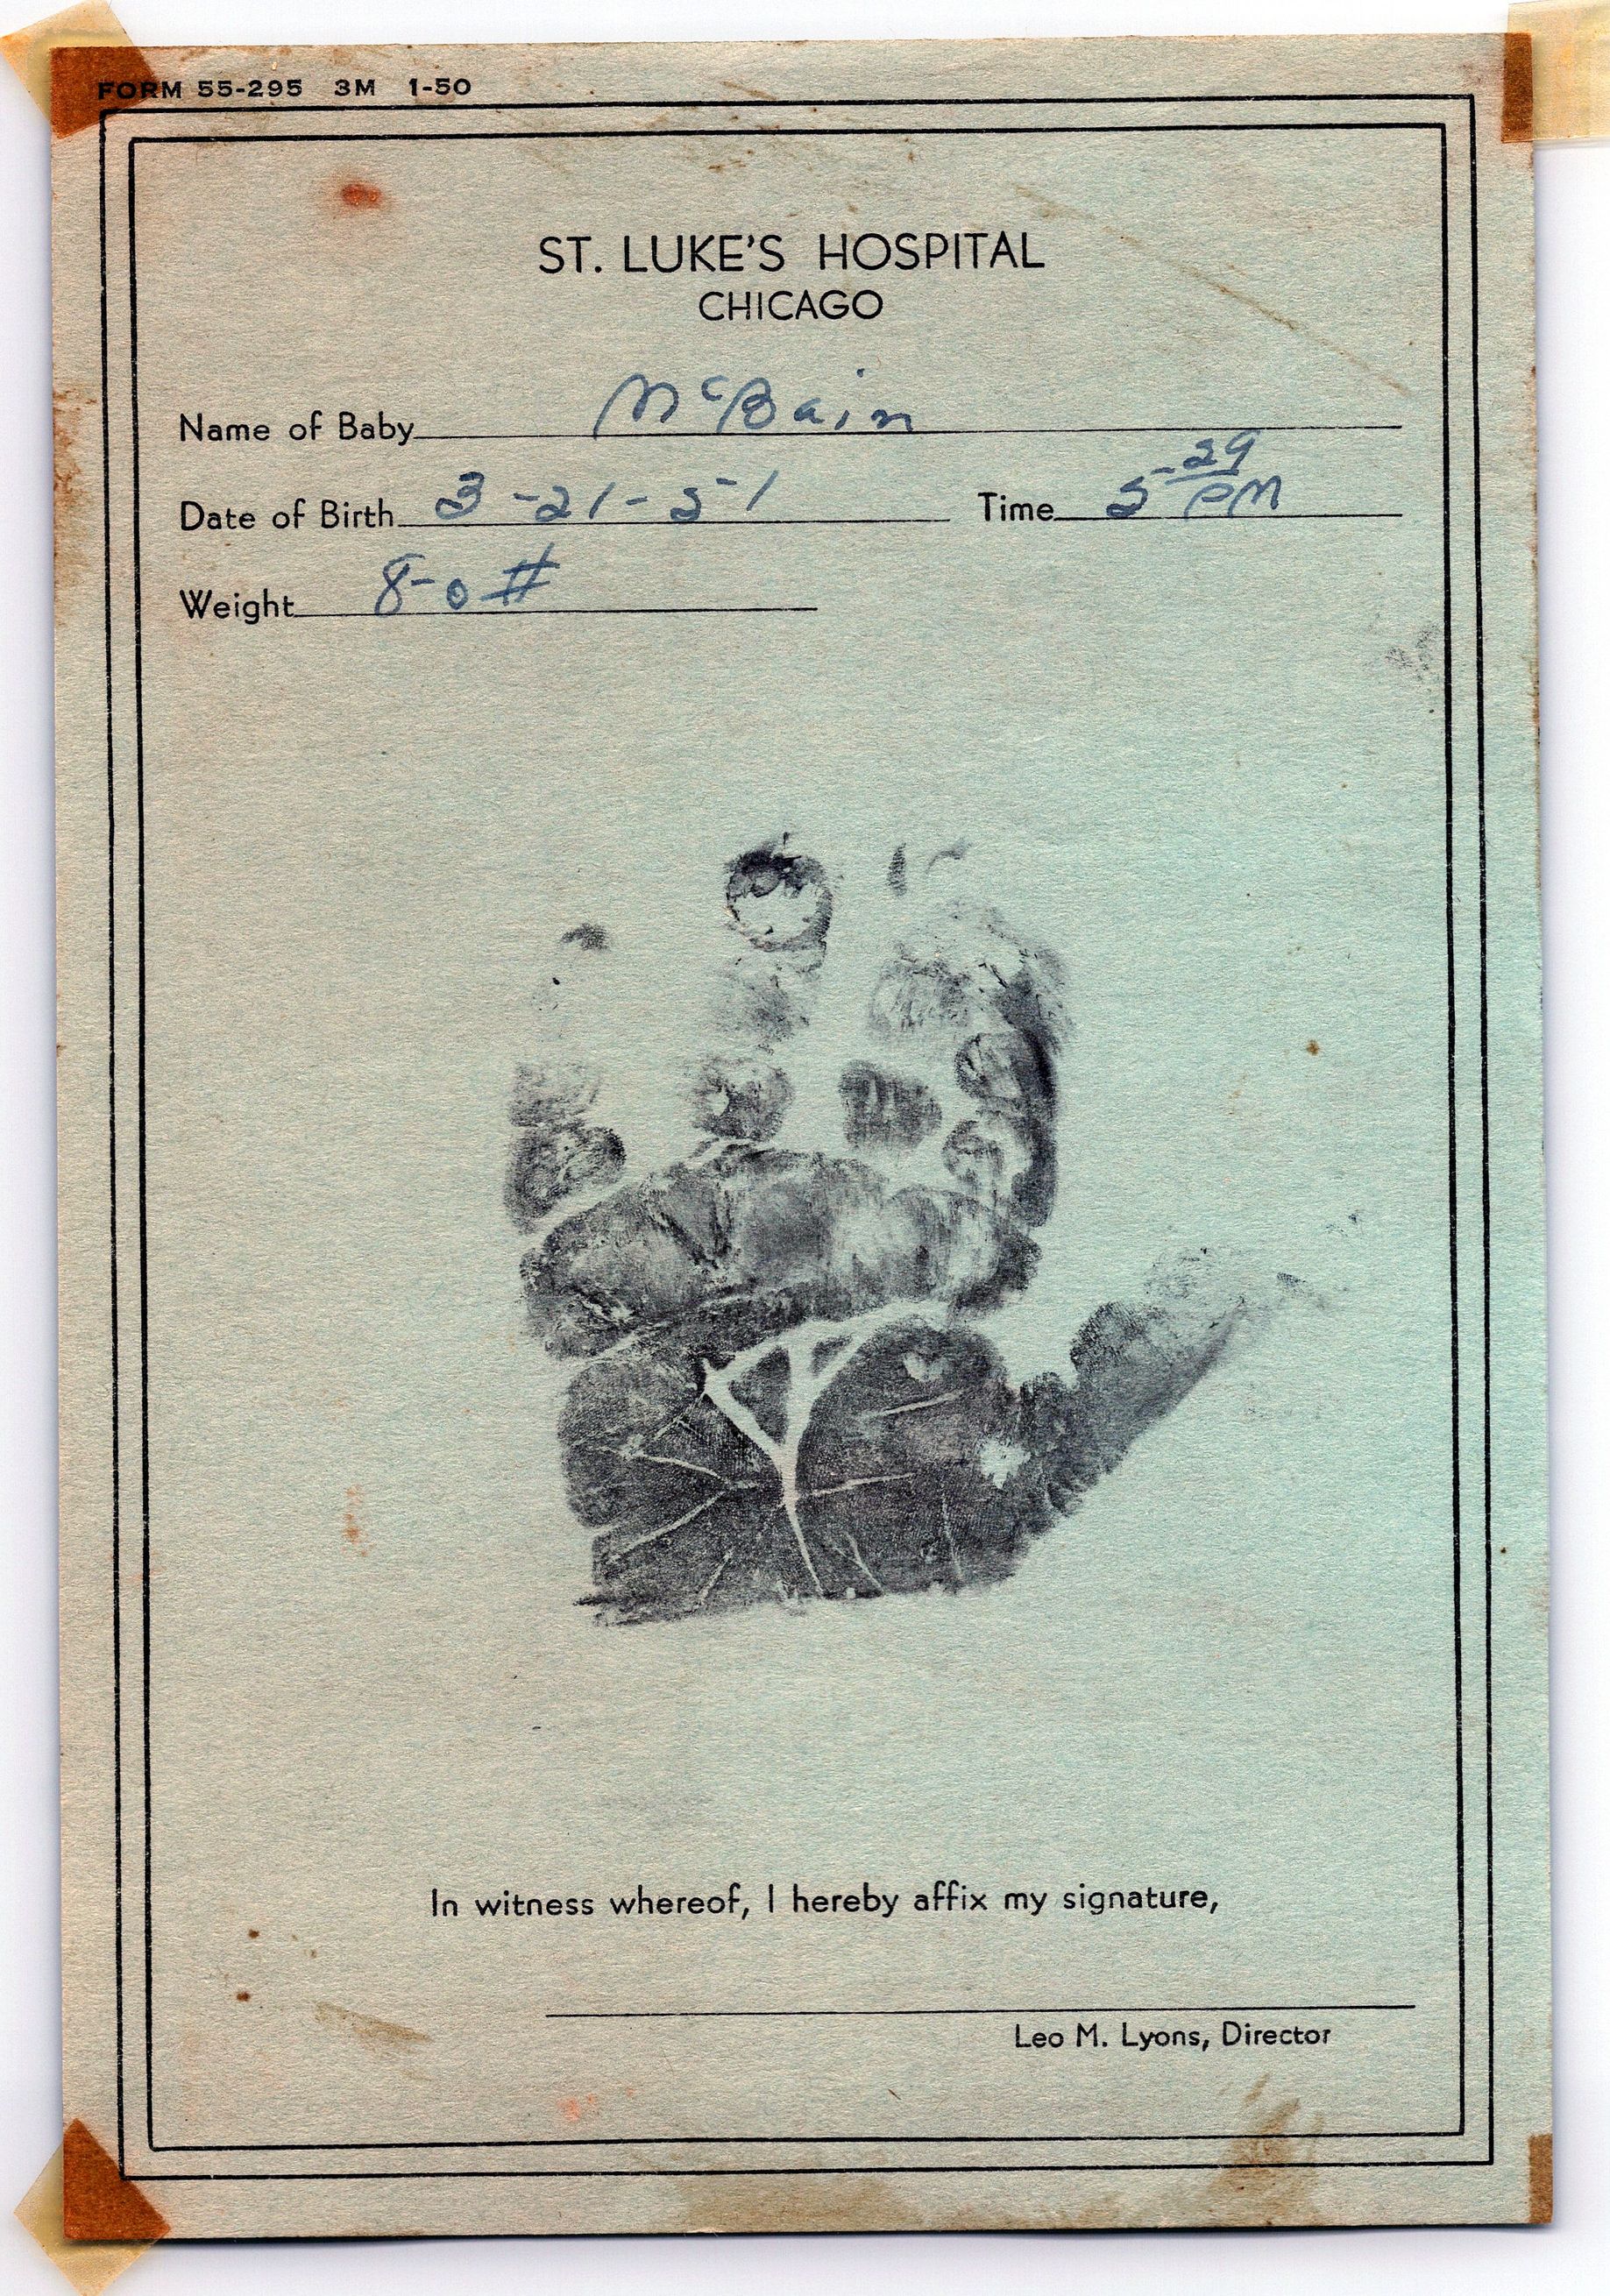 FORM 55-295 3M 1-50
ST. LUKE'S HOSPITAL
CHICAGO
Name of Baby McBain
Date of Birth 3-21-51 Time 5-29 PM
Weight 8-0#
In witness whereof, I hereby affix my signature,
Leo M. Lyons, Director